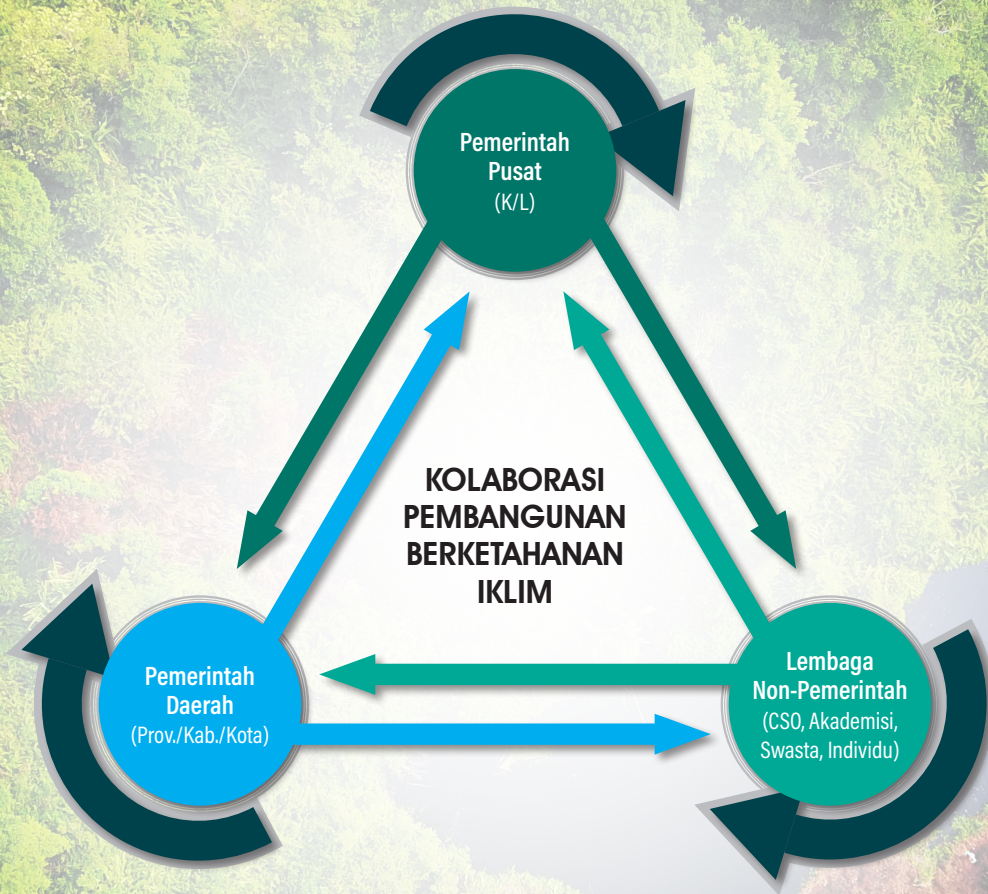 Pemerintah
Pusat
(K/L)
KOLABORASI
PEMBANGUNAN
BERKETAHANAN
IKLIM
Pemerintah
Daerah
(Prov./Kab./Kota)
Lembaga
Non-Pemerintah
(CSO, Akademisi,
Swasta, Individu)